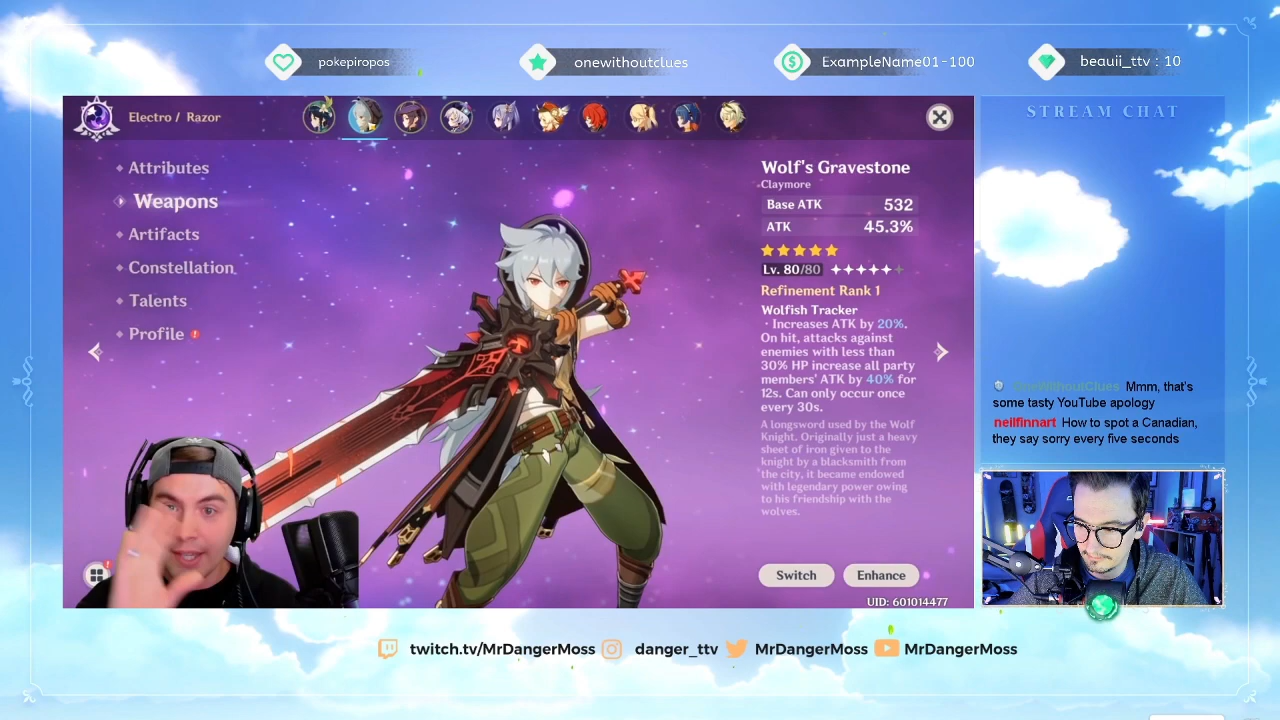 pokepiropos
onewithoutclues
ExampleName01-100
beauii_ttv : 10
Electro / Razor
STREAM CHAT
Attributes
Weapons
Artifacts
Constellation
Talents
Profile
Wolf's Gravestone
Claymore
Base ATK 532
ATK 45.3%
Lv. 80/80
Refinement Rank 1
Wolfish Tracker
· Increases ATK by 20%.
On hit, attacks against
enemies with less than
30% HP increase all party
members' ATK by 40% for
12s. Can only occur once
every 30s.
A longsword used by the Wolf
Knight. Originally just a heavy
sheet of iron given to the
knight by a blacksmith from
the city, it became endowed
with legendary power owing
to his friendship with the
wolves.
Switch
Enhance
UID: 601014477
OneWithoutClues Mmm, that's
some tasty YouTube apology
neilfinnart How to spot a Canadian,
they say sorry every five seconds
twitch.tv/MrDangerMoss
danger_ttv
MrDangerMoss
MrDangerMoss